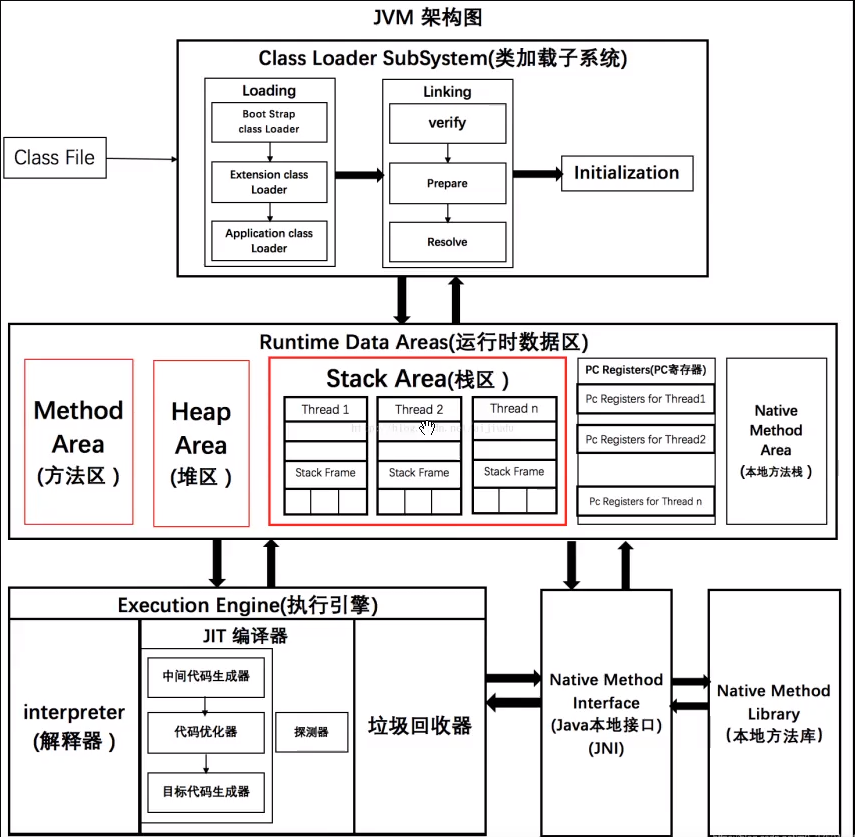 JVM 架构图
Class Loader SubSystem(类加载子系统)
Loading
Boot Strap
class Loader
Extension class
Loader
Application class
Loader
Linking
verify
Prepare
Resolve
Initialization
Class File
Runtime Data Areas(运行时数据区)
Method
Area
(方法区 )
Heap
Area
(堆区 )
Stack Area(栈区 )
Thread 1
Stack Frame
Thread 2
Stack Frame
Thread n
Stack Frame
PC Registers(PC寄存器)
Pc Registers for Thread1
Pc Registers for Thread2
Pc Registers for Thread n
Native
Method
Area
(本地方法栈 )
Execution Engine(执行引擎)
interpreter
(解释器 )
JIT 编译器
中间代码生成器
代码优化器
目标代码生成器
探测器
垃圾回收器
Native Method
Interface
(Java本地接口)
(JNI)
Native Method
Library
(本地方法库)